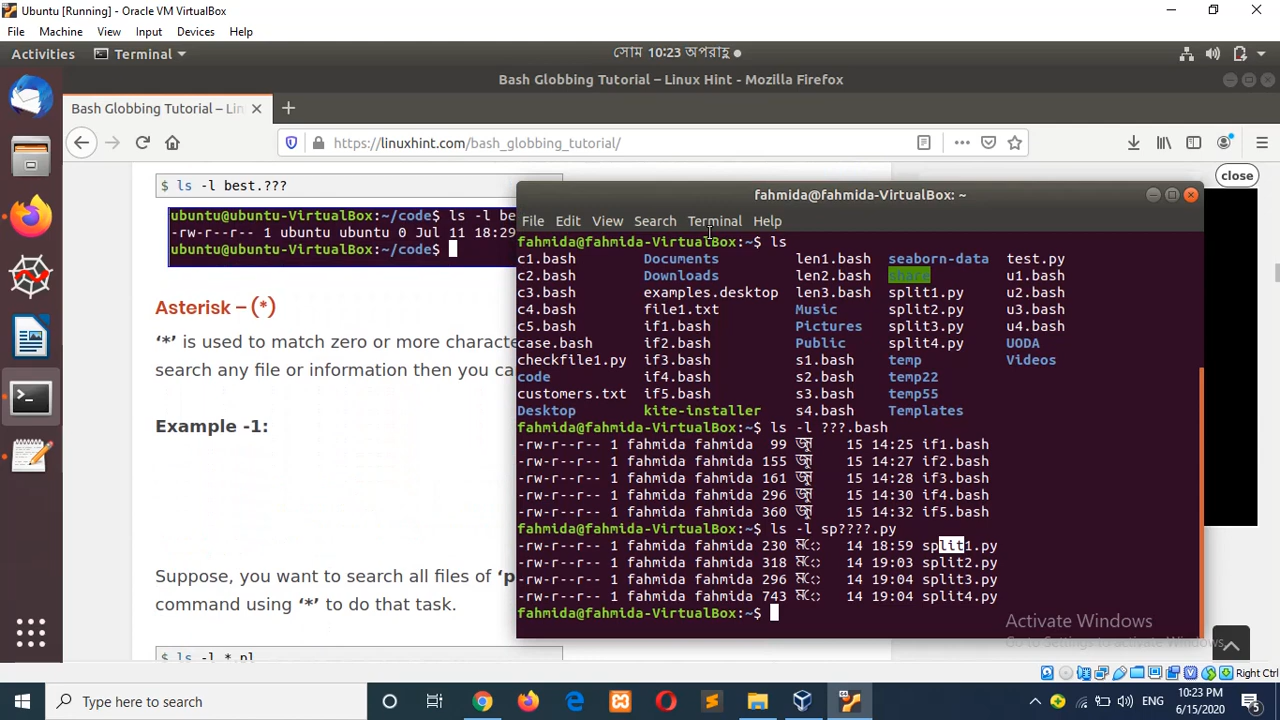 Ubuntu [Running] - Oracle VM VirtualBox
File Machine View Input Devices Help
Activities Terminal সোম 10:23 অপরাহ্ণ
Bash Globbing Tutorial – Linux Hint - Mozilla Firefox
Bash Globbing Tutorial – Lin
https://linuxhint.com/bash_globbing_tutorial/
close
$ ls -l best.???
ubuntu@ubuntu-VirtualBox:~/code$ ls -l be
-rw-r--r-- 1 ubuntu ubuntu 0 Jul 11 18:29
ubuntu@ubuntu-VirtualBox:~/code$
Asterisk – (*)
‘*’ is used to match zero or more characte
search any file or information then you ca
Example -1:
Suppose, you want to search all files of ‘p
command using ‘*’ to do that task.
$ ls -l *.pl
fahmida@fahmida-VirtualBox: ~
File Edit View Search Terminal Help
fahmida@fahmida-VirtualBox:~$ ls
c1.bash Documents len1.bash seaborn-data test.py
c2.bash Downloads len2.bash share u1.bash
c3.bash examples.desktop len3.bash split1.py u2.bash
c4.bash file1.txt Music split2.py u3.bash
c5.bash if1.bash Pictures split3.py u4.bash
case.bash if2.bash Public split4.py UODA
checkfile1.py if3.bash s1.bash temp Videos
code if4.bash s2.bash temp22
customers.txt if5.bash s3.bash temp55
Desktop kite-installer s4.bash Templates
fahmida@fahmida-VirtualBox:~$ ls -l ???.bash
-rw-r--r-- 1 fahmida fahmida 99 জু 15 14:25 if1.bash
-rw-r--r-- 1 fahmida fahmida 155 জু 15 14:27 if2.bash
-rw-r--r-- 1 fahmida fahmida 161 জু 15 14:28 if3.bash
-rw-r--r-- 1 fahmida fahmida 296 জু 15 14:30 if4.bash
-rw-r--r-- 1 fahmida fahmida 360 জু 15 14:32 if5.bash
fahmida@fahmida-VirtualBox:~$ ls -l sp????.py
-rw-r--r-- 1 fahmida fahmida 230 14 18:59 split1.py
-rw-r--r-- 1 fahmida fahmida 318 14 19:03 split2.py
-rw-r--r-- 1 fahmida fahmida 296 14 19:04 split3.py
-rw-r--r-- 1 fahmida fahmida 743 14 19:04 split4.py
fahmida@fahmida-VirtualBox:~$
Activate Windows
Go to Settings to activate Windows.
Right Ctrl
Type here to search
ENG
10:23 PM
6/15/2020
5